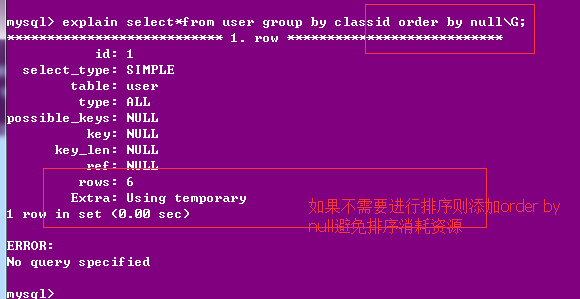 mysql> explain select*from user group by classid order by null\G;
*************************** 1. row ***************************
id: 1
select_type: SIMPLE
table: user
type: ALL
possible_keys: NULL
key: NULL
key_len: NULL
ref: NULL
rows: 6
Extra: Using temporary
1 row in set (0.00 sec)
如果不需要进行排序则添加order by
null避免排序消耗资源
ERROR:
No query specified
mysql>